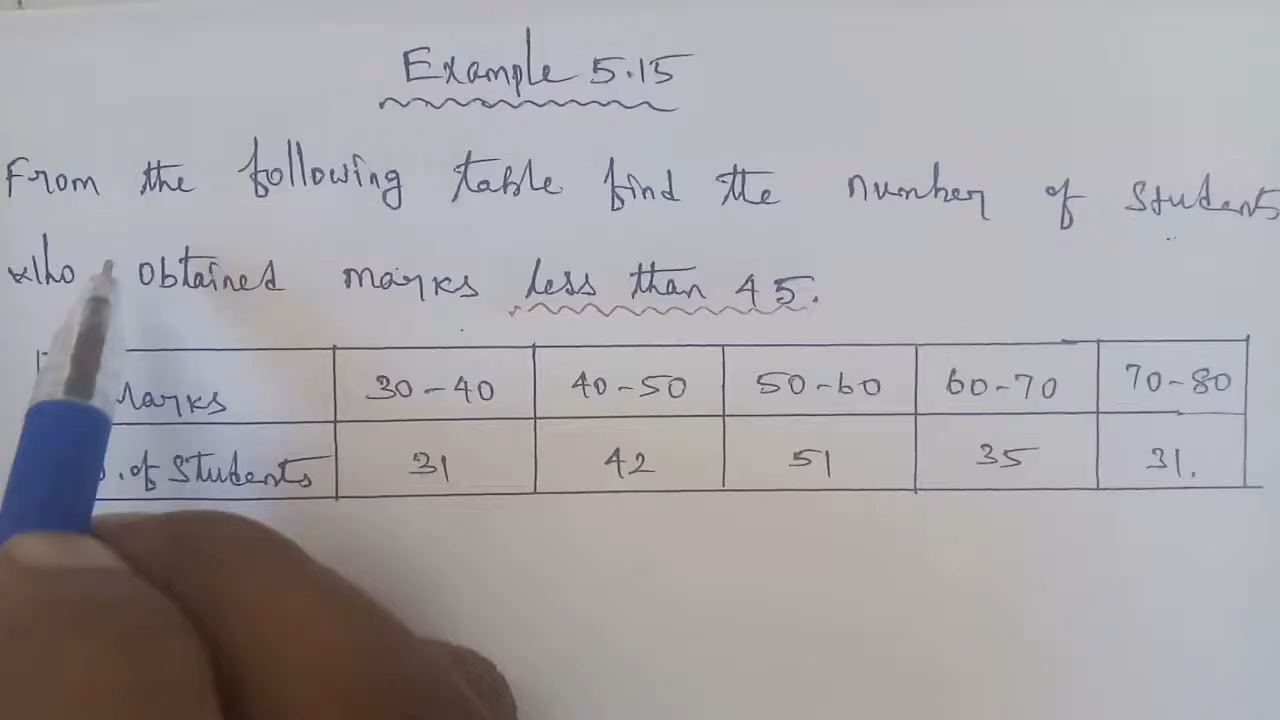 Example 5.15
From the following table find the number of Students
who obtained marks less than 45.
Marks 30-40 40-50 50-60 60-70 70-80
. of Students 31 42 51 35 31.